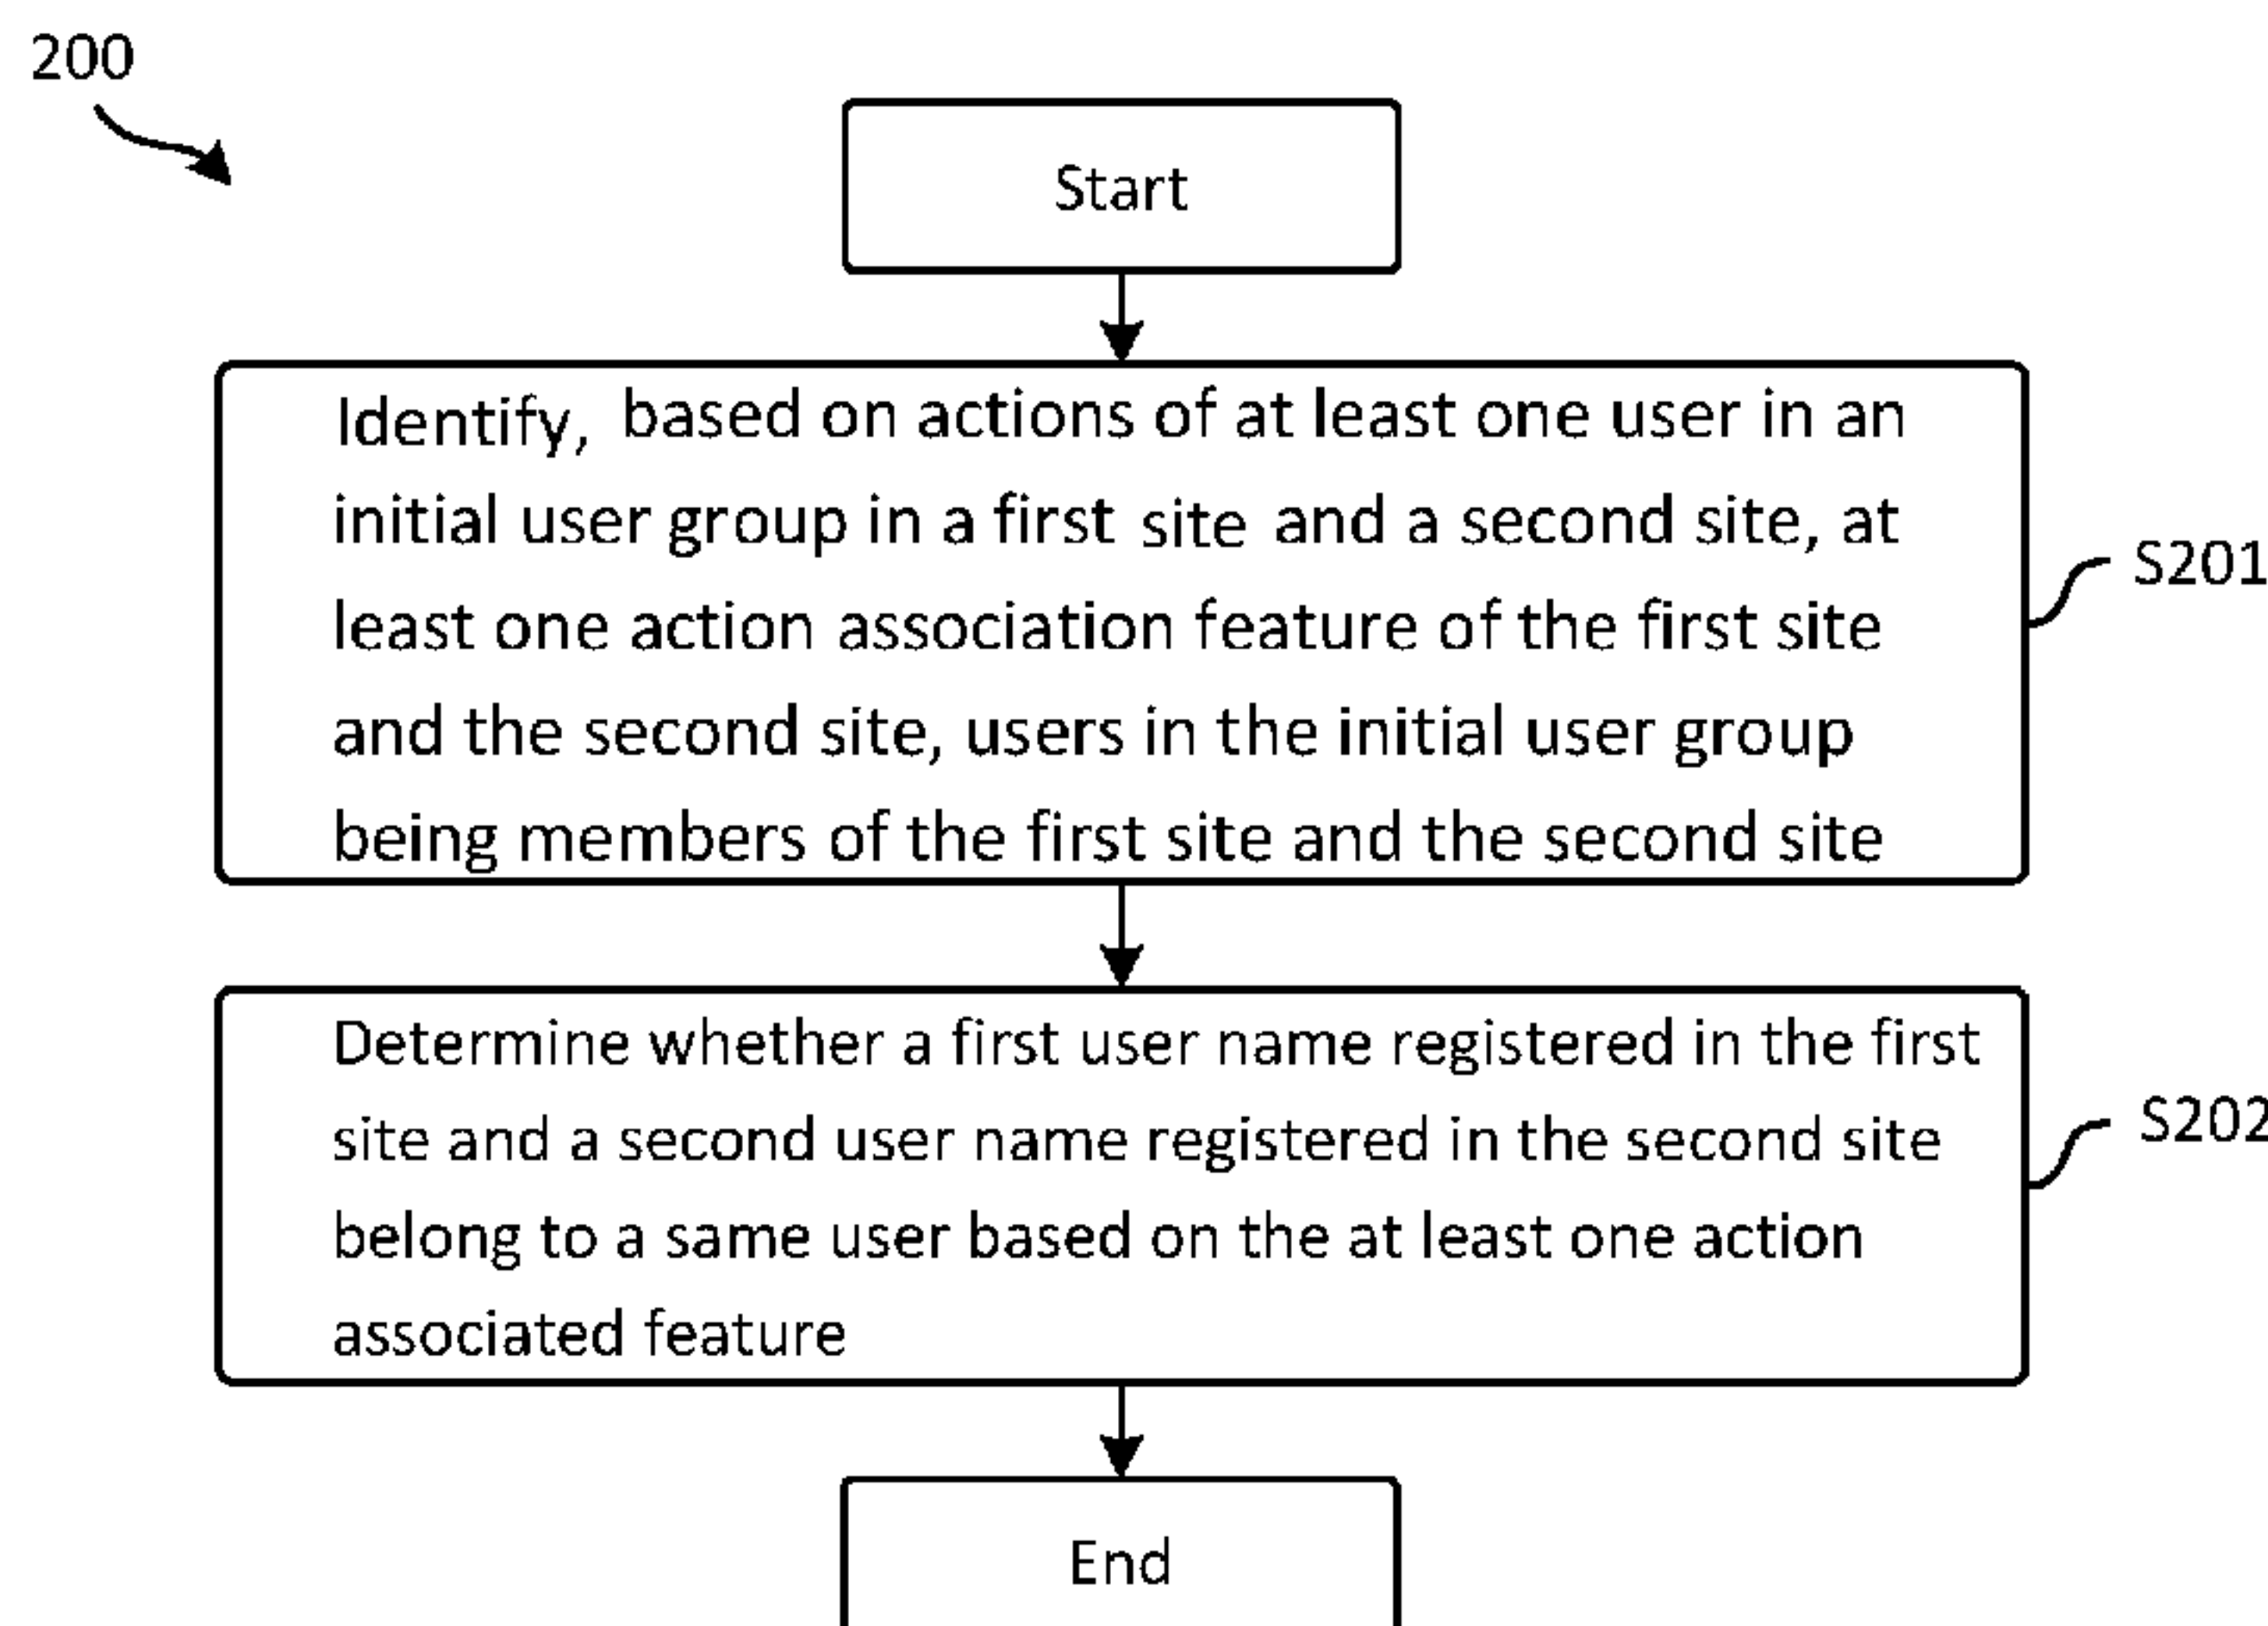 200
Start
Identify, based on actions of at least one user in an
initial user group in a first site and a second site, at
least one action association feature of the first site
and the second site, users in the initial user group
being members of the first site and the second site
S201
Determine whether a first user name registered in the first
site and a second user name registered in the second site
belong to a same user based on the at least one action
associated feature
S202
End